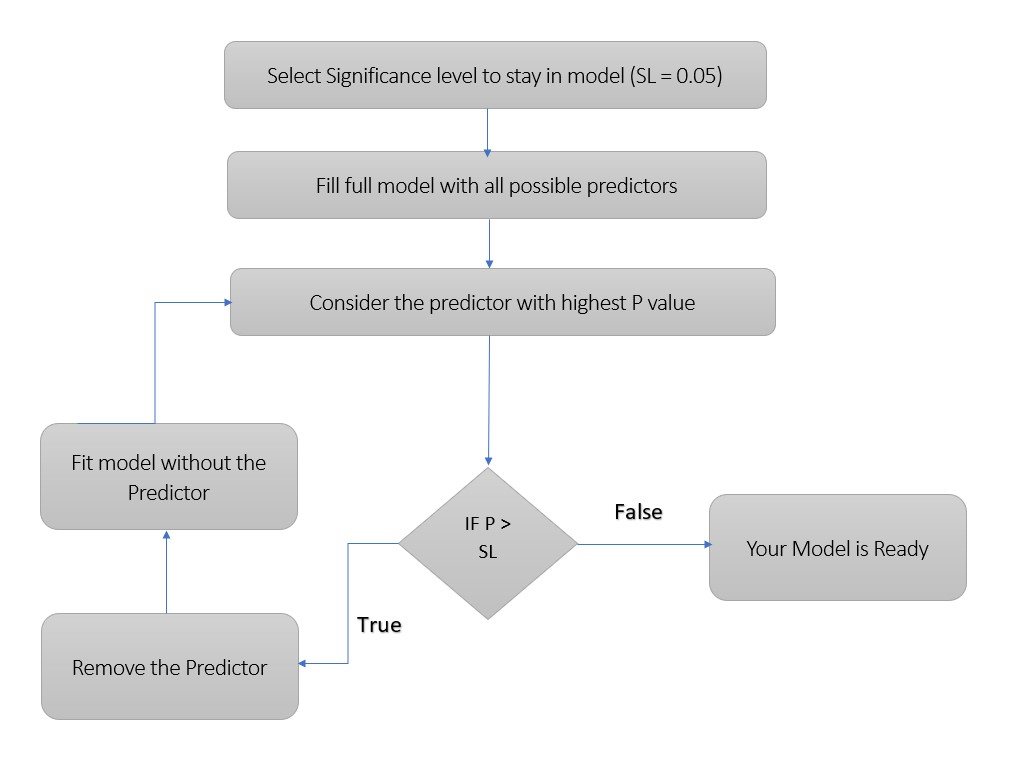 Select Significance level to stay in model (SL = 0.05)
Fill full model with all possible predictors
Consider the predictor with highest P value
Fit model without the
Predictor
IF P >
SL
False
Your Model is Ready
True
Remove the Predictor